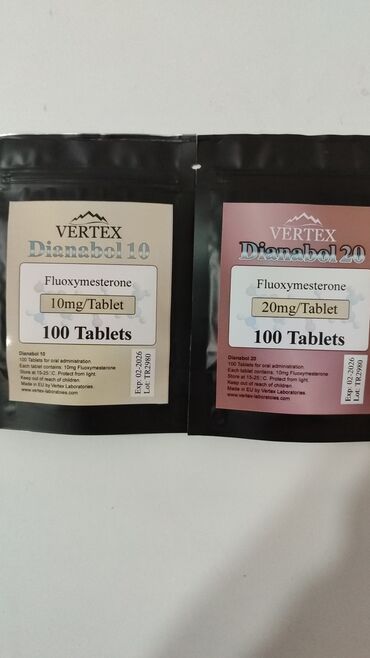 VERTEX
Dianabol 10
Fluoxymesterone
10mg/Tablet
100 Tablets
Dianabol 10
100 Tablets for oral administration
Each tablet contains: 10mg Fluoxymesterone
Store at 15-25°C. Protect from light.
Keep out of reach of children.
Made in EU by Vertex Laboratories.
www.vertex-laboratories.com
Exp. 02-2026
Lot: TR2980
VERTEX
Dianabol 20
Fluoxymesterone
20mg/Tablet
100 Tablets
Dianabol 20
100 Tablets for oral administration
Each tablet contains: 10mg Fluoxymesterone
Store at 15-25°C. Protect from light.
Keep out of reach of children.
Made in EU by Vertex Laboratories.
www.vertex-laboratories.com
Exp. 02-2026
Lot: TR2980